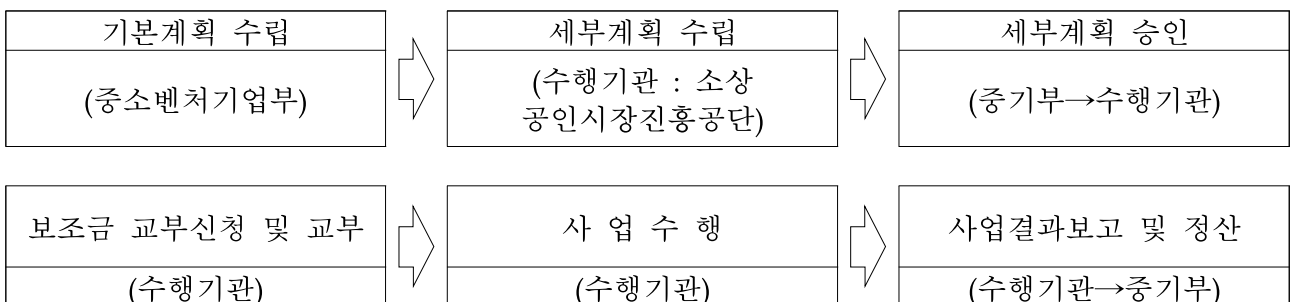 기본계획 수립
(중소벤처기업부)
세부계획 수립
(수행기관 : 소상
공인시장진흥공단)
세부계획 승인
(중기부→수행기관)
보조금 교부신청 및 교부
(수행기관)
사 업 수 행
(수행기관)
사업결과보고 및 정산
(수행기관→중기부)